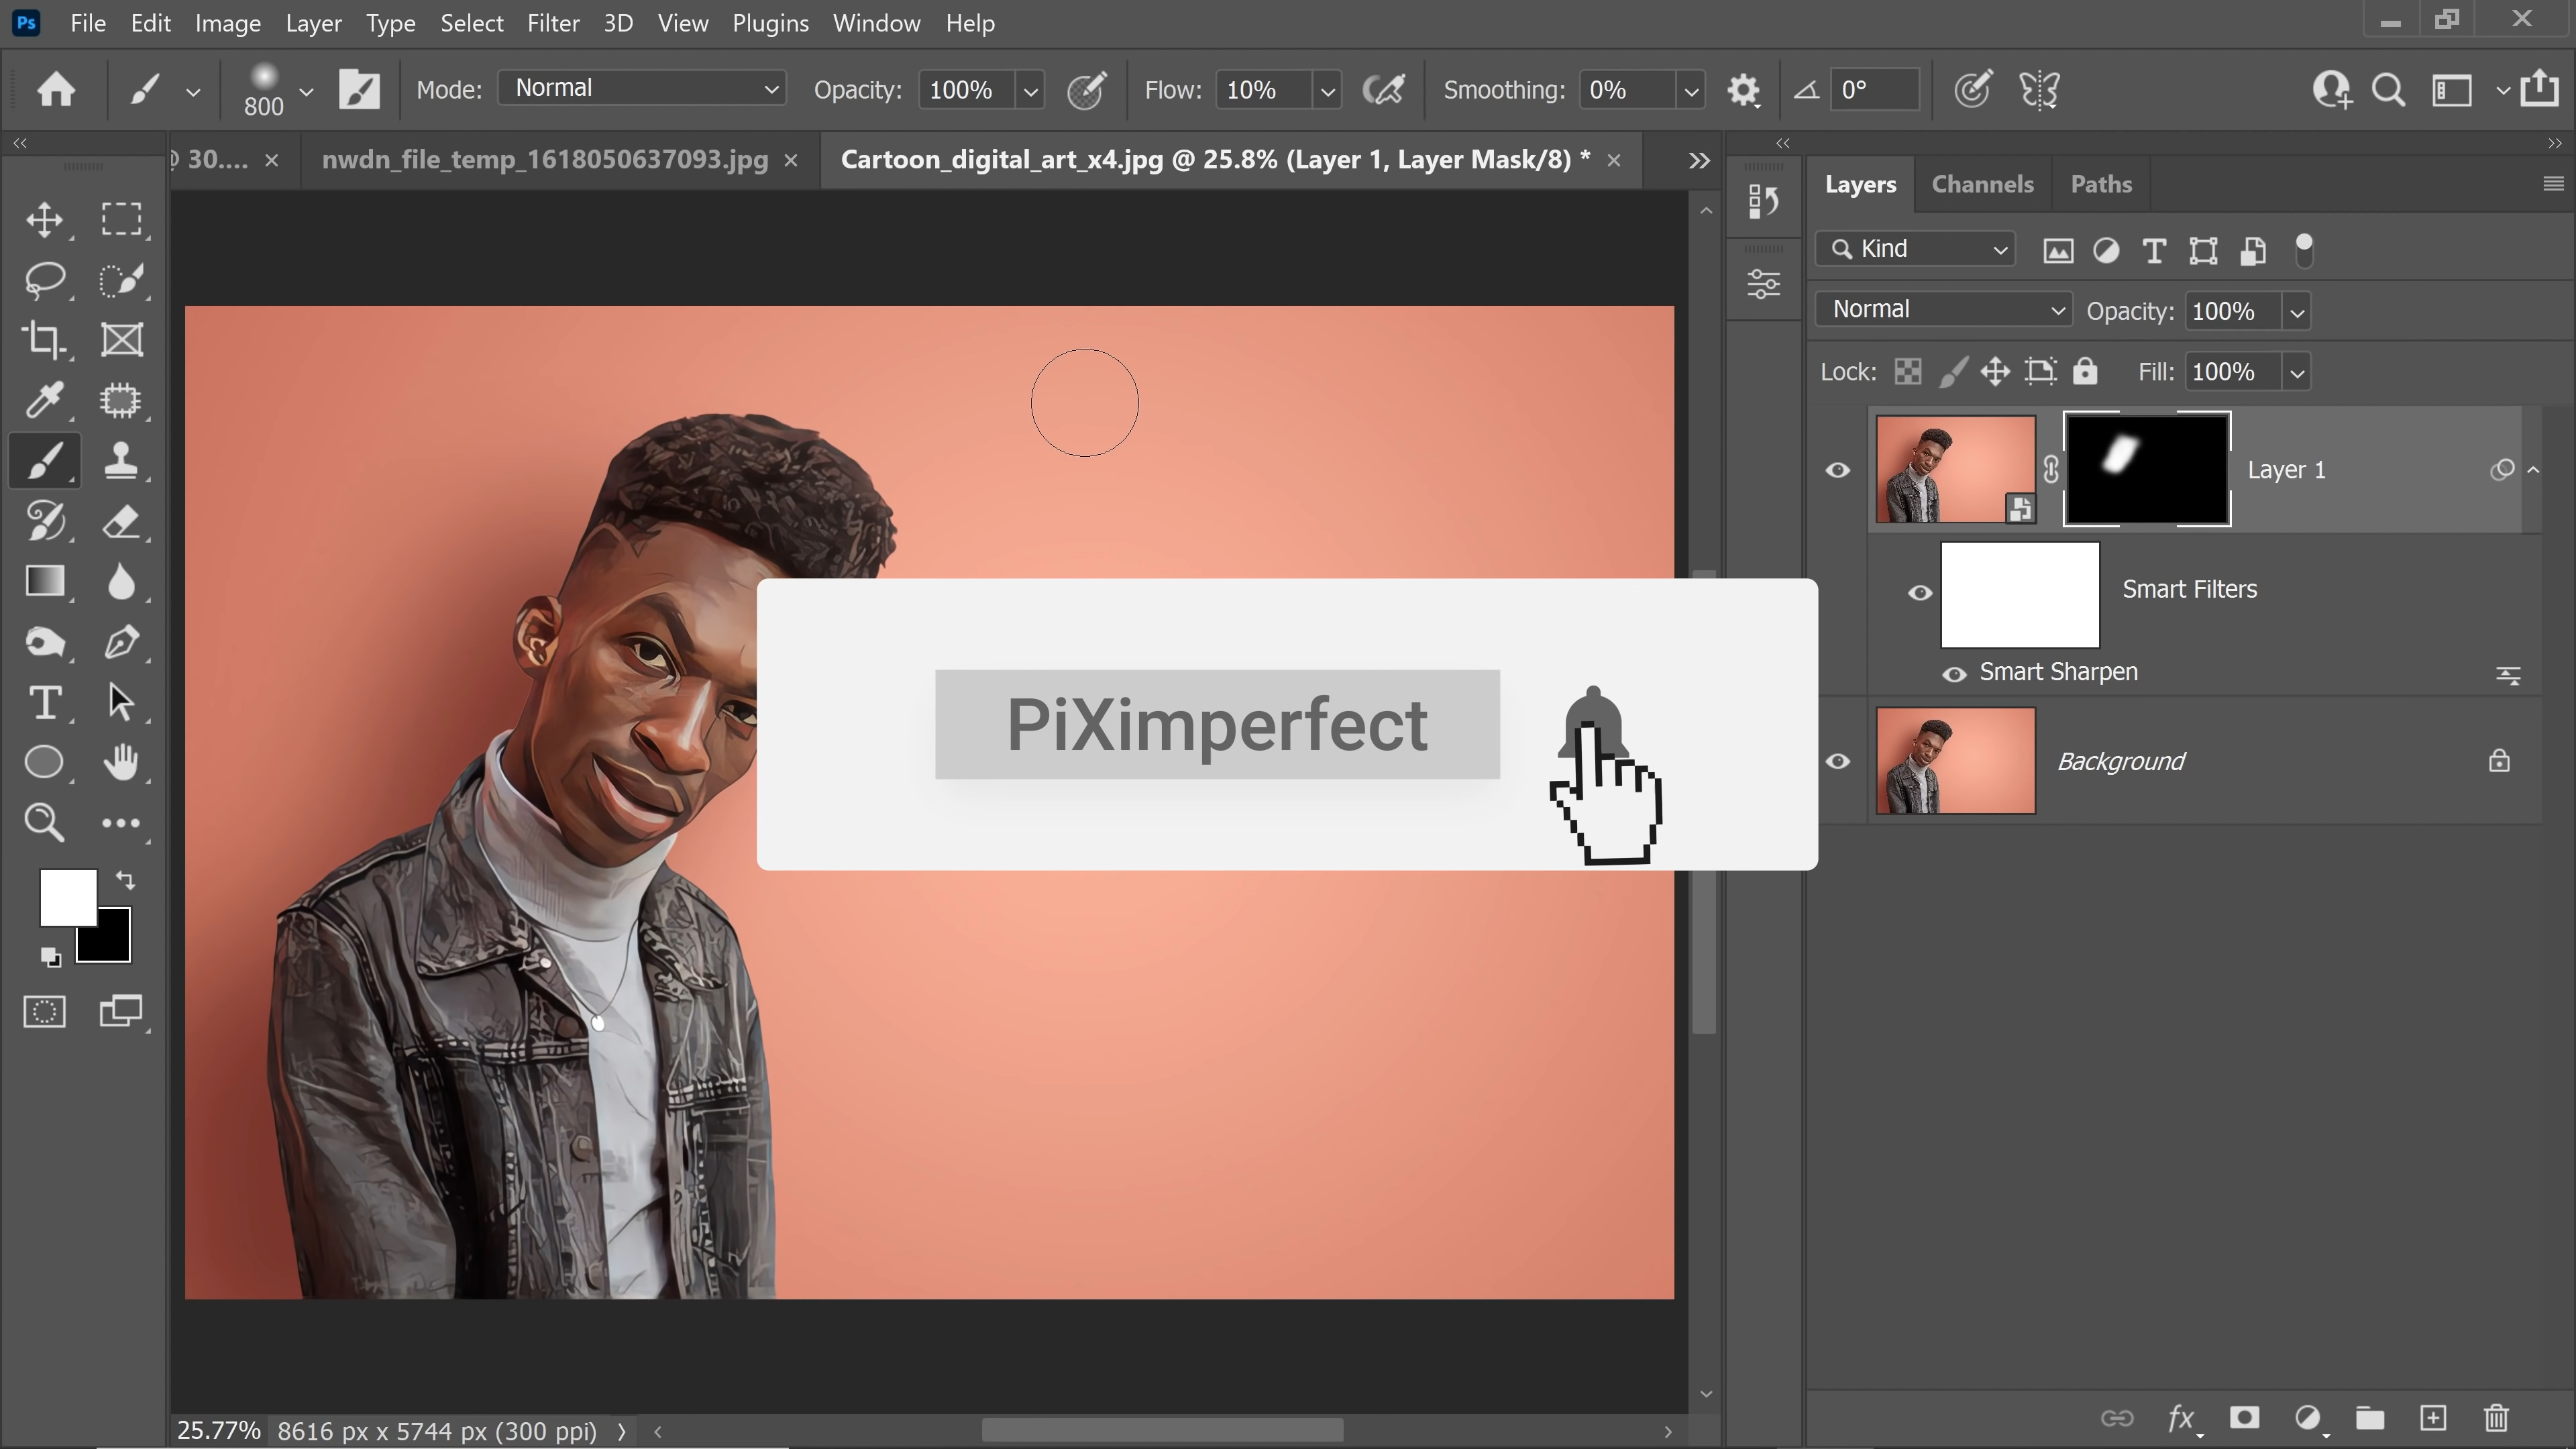 Ps File Edit Image Layer Type Select Filter 3D View Plugins Window Help
800 Mode: Normal Opacity: 100% Flow: 10% Smoothing: 0% 0°
@ 30.... × nwdn_file_temp_1618050637093.jpg × Cartoon_digital_art_x4.jpg @ 25.8% (Layer 1, Layer Mask/8) * ×
Layers Channels Paths
Kind
Normal Opacity: 100%
Lock: Fill: 100%
Layer 1
Smart Filters
Smart Sharpen
PiXimperfect
Background
25.77% 8616 px x 5744 px (300 ppi)
fx